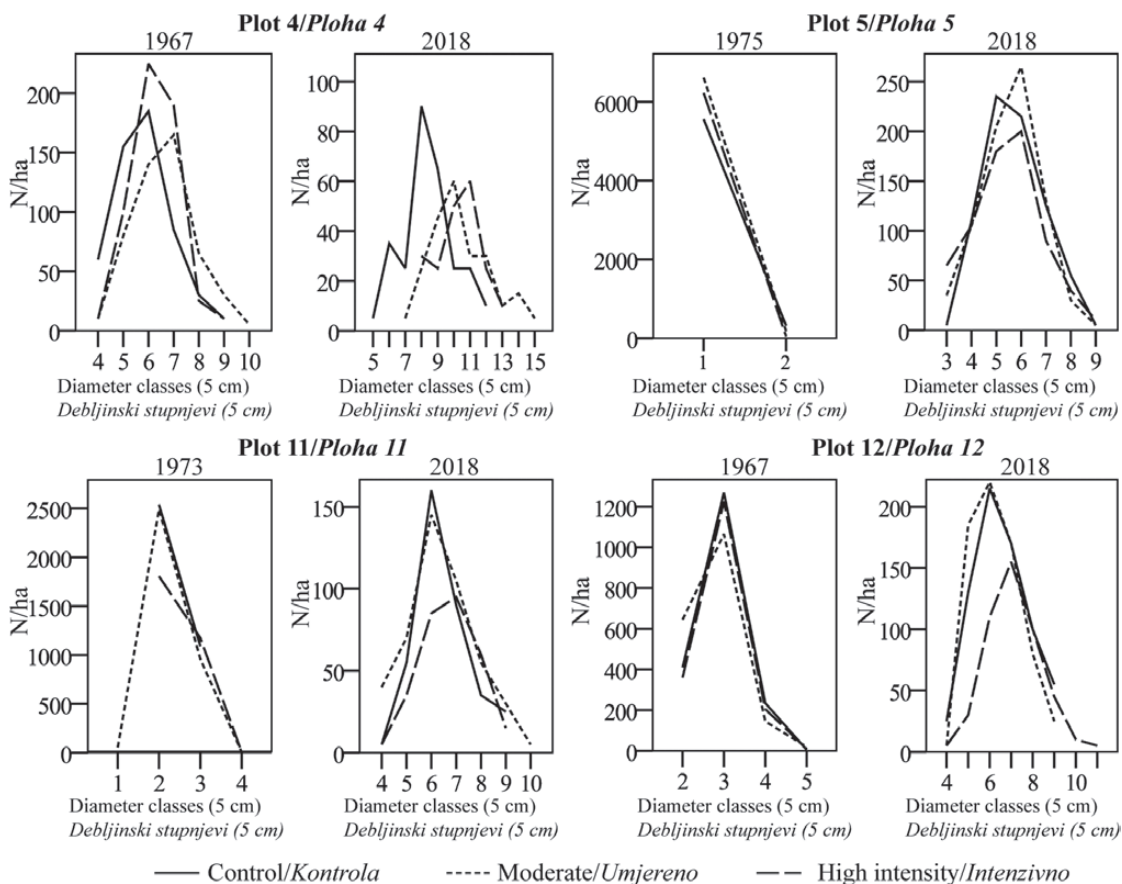 Plot 4/Ploha 4
1967
2018
N/ha
200
150
100
50
0
4 5 6 7 8 9 10
Diameter classes (5 cm)
Debljinski stupnjevi (5 cm)
N/ha
100
80
60
40
20
0
5 7 9 11 13 15
Diameter classes (5 cm)
Debljinski stupnjevi (5 cm)
Plot 5/Ploha 5
1975
2018
N/ha
6000
4000
2000
0
1 2
Diameter classes (5 cm)
Debljinski stupnjevi (5 cm)
N/ha
250
200
150
100
50
0
3 4 5 6 7 8 9
Diameter classes (5 cm)
Debljinski stupnjevi (5 cm)
Plot 11/Ploha 11
1973
2018
N/ha
2500
2000
1500
1000
500
0
1 2 3 4
Diameter classes (5 cm)
Debljinski stupnjevi (5 cm)
N/ha
150
100
50
0
4 5 6 7 8 9 10
Diameter classes (5 cm)
Debljinski stupnjevi (5 cm)
Plot 12/Ploha 12
1967
2018
N/ha
1200
1000
800
600
400
200
0
2 3 4 5
Diameter classes (5 cm)
Debljinski stupnjevi (5 cm)
N/ha
200
150
100
50
0
4 6 8 10
Diameter classes (5 cm)
Debljinski stupnjevi (5 cm)
Control/Kontrola Moderate/Umjereno High intensity/Intenzivno